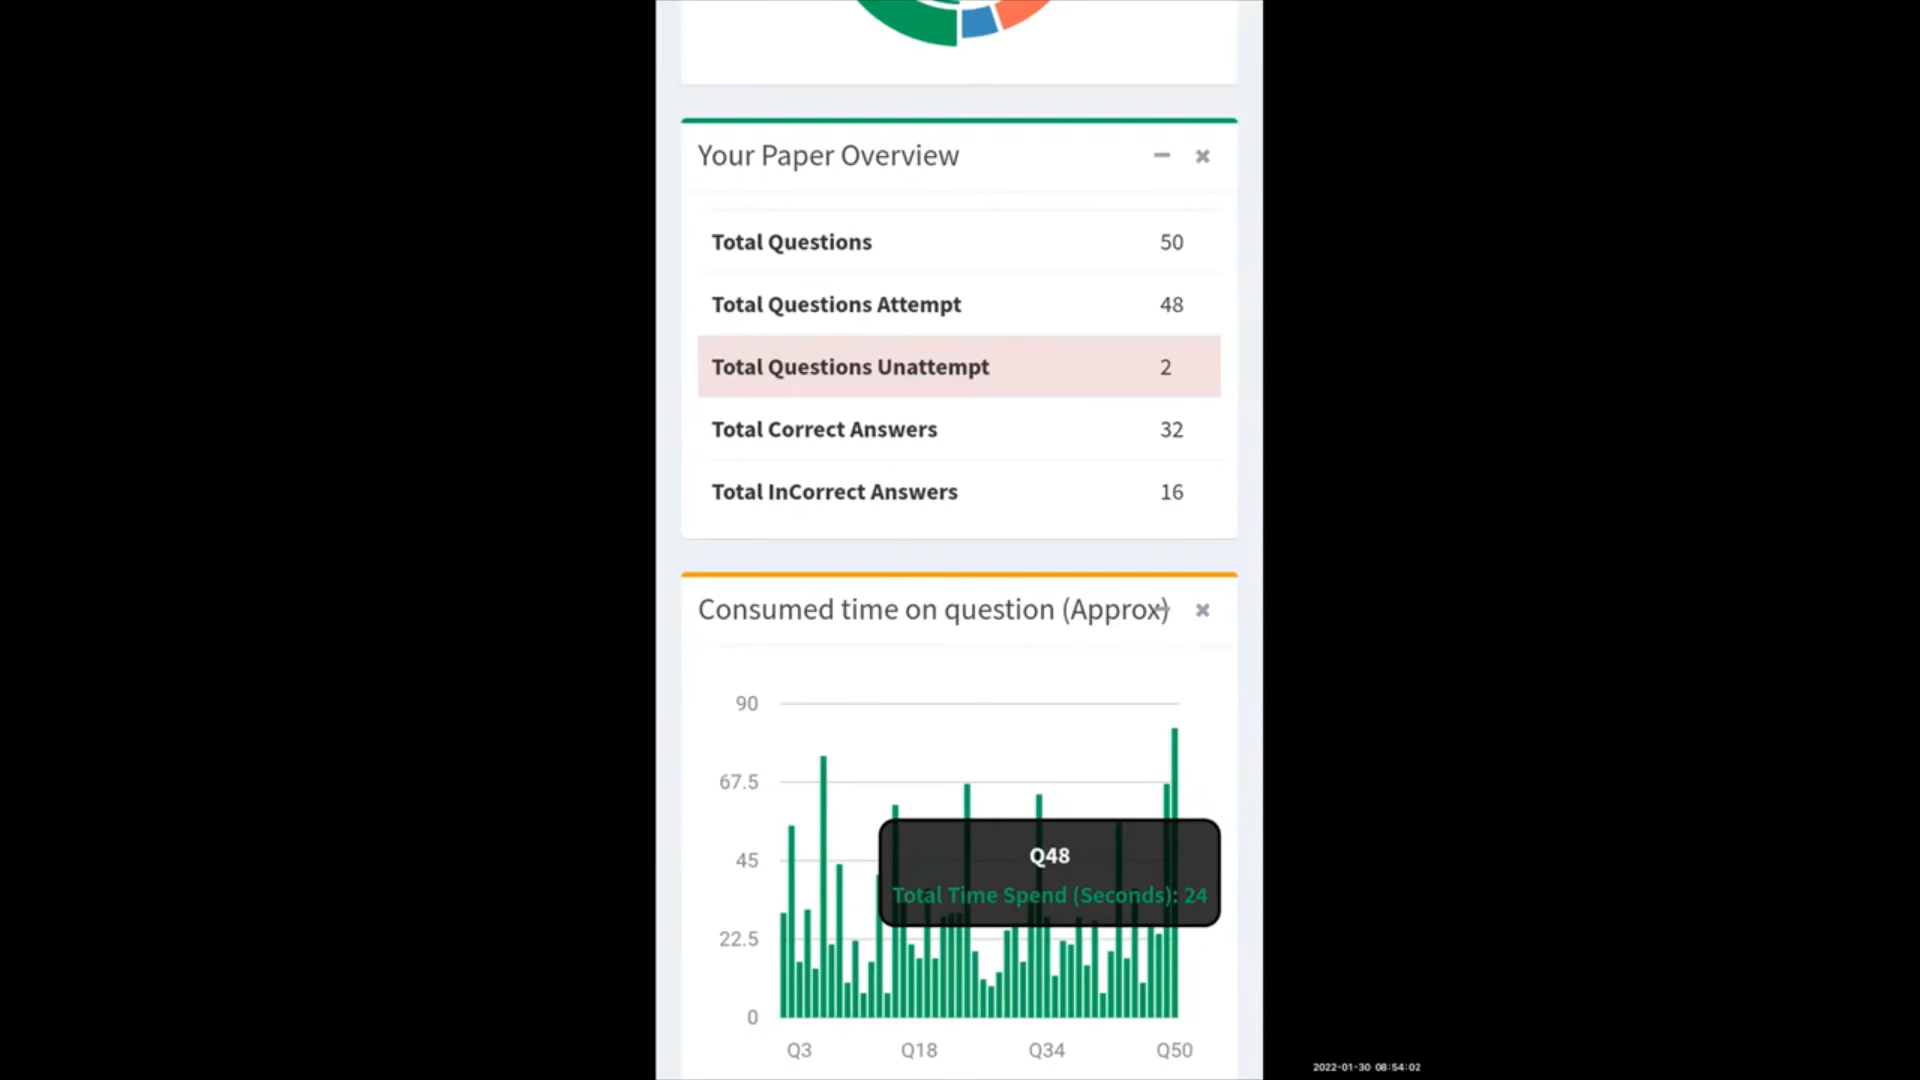 Your Paper Overview
Total Questions 50
Total Questions Attempt 48
Total Questions Unattempt 2
Total Correct Answers 32
Total InCorrect Answers 16
Consumed time on question (Approx)
90
67.5
45
22.5
0
Q48
Total Time Spend (Seconds): 24
Q3 Q18 Q34 Q50
2022-01-30 08:54:02